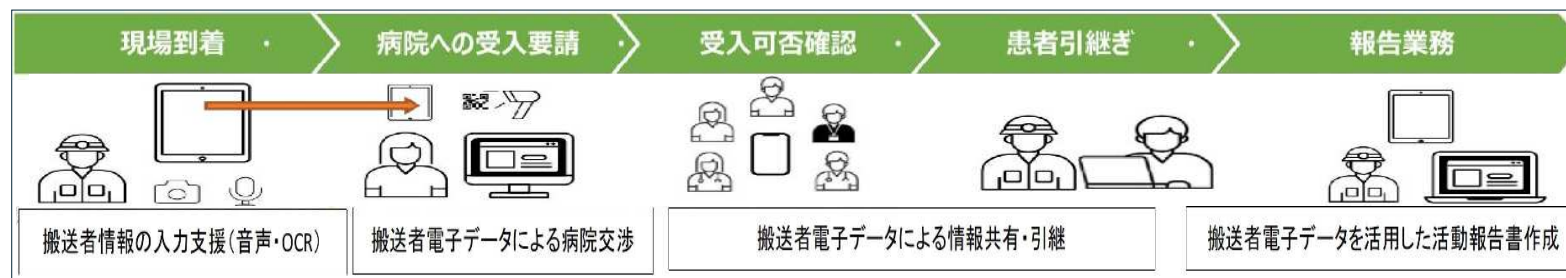 現場到着
病院への受入要請
受入可否確認
患者引継ぎ
報告業務
搬送者情報の入力支援(音声・OCR)
搬送者電子データによる病院交渉
搬送者電子データによる情報共有・引継
搬送者電子データを活用した活動報告書作成